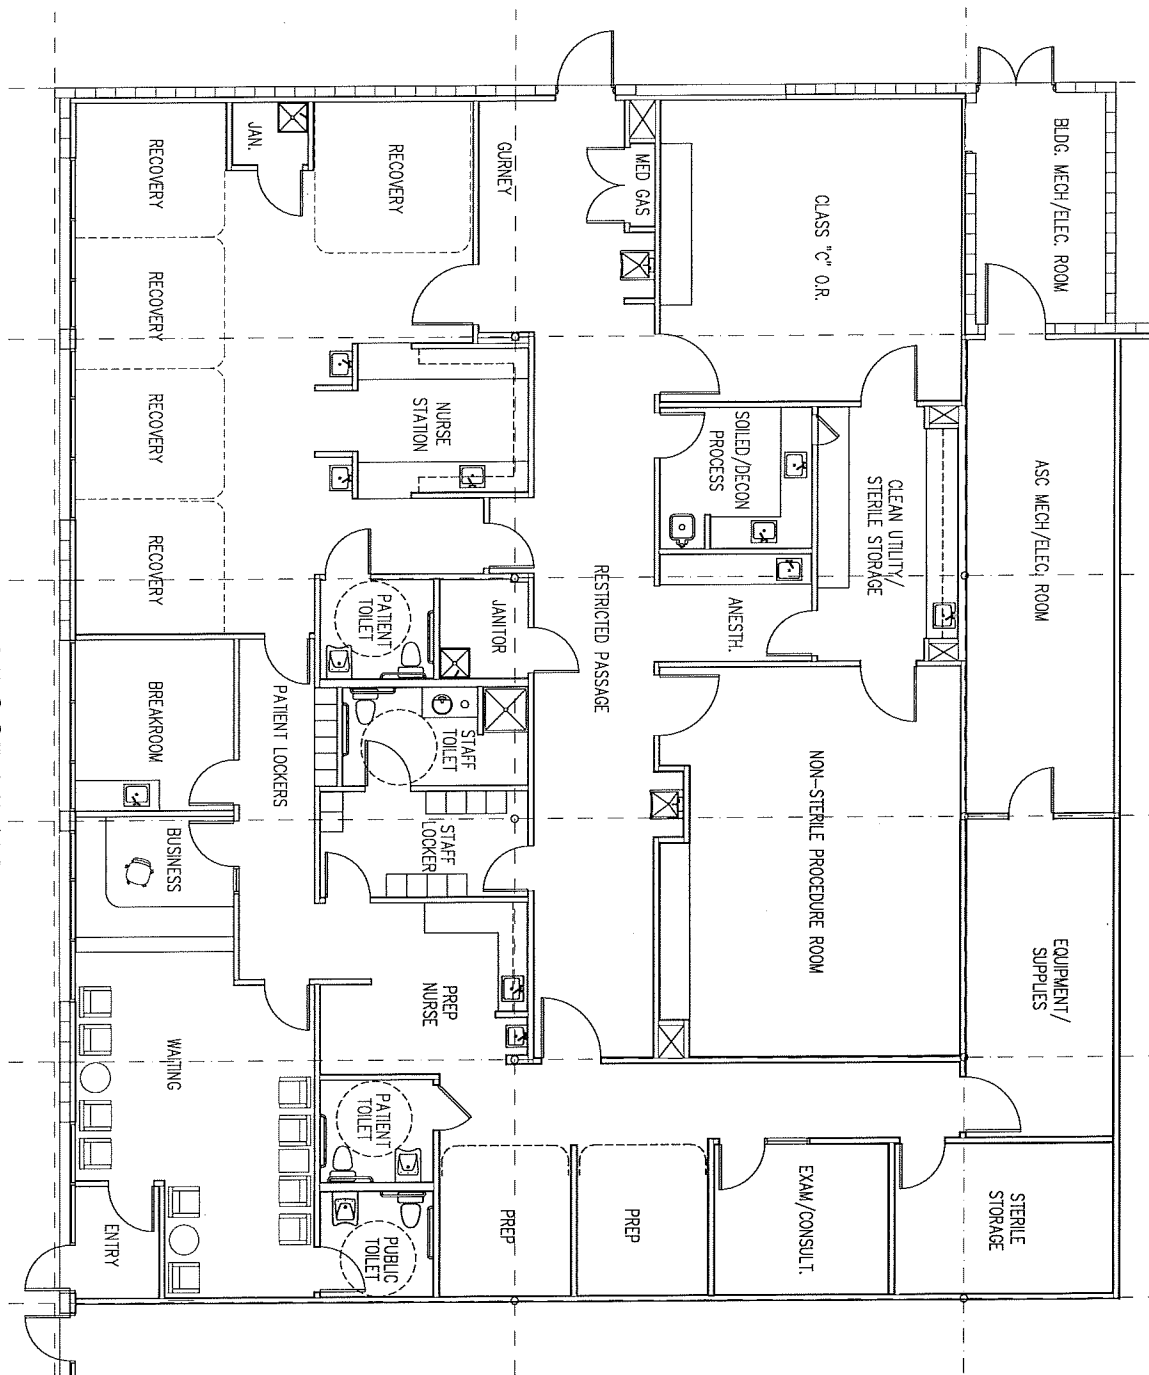 BLDG. MECH/ELEC. ROOM
ASC MECH/ELEC. ROOM
EQUIPMENT/
SUPPLIES
STERILE
STORAGE
CLASS "C" O.R.
CLEAN UTILITY/
STERILE STORAGE
NON-STERILE PROCEDURE ROOM
EXAM/CONSULT.
SOILED/DECON
PROCESS
ANESTH.
MED GAS
RESTRICTED PASSAGE
PREP
GURNEY
JANITOR
PREP
NURSE
STATION
STAFF
TOILET
STAFF
LOCKER
PREP
NURSE
RECOVERY
PATIENT
TOILET
PATIENT
TOILET
PUBLIC
TOILET
JAN.
PATIENT LOCKERS
RECOVERY
RECOVERY
RECOVERY
RECOVERY
BREAKROOM
BUSINESS
WAITING
ENTRY